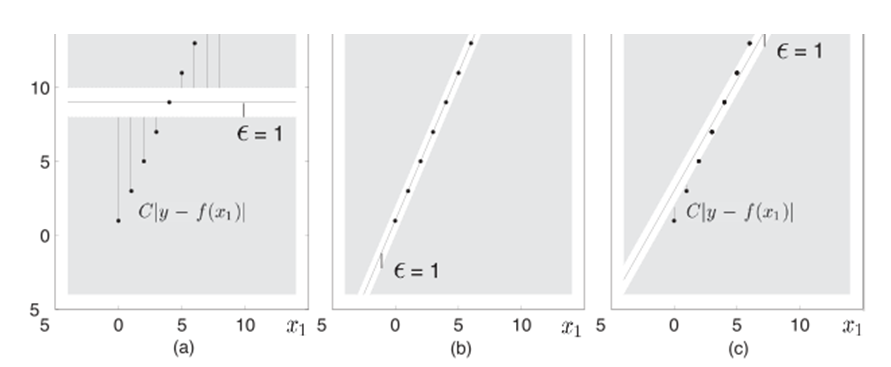 10
5
0
5
ϵ = 1
C|y − f(x₁)|
5 0 5 10 x₁
(a)
ϵ = 1
5 0 5 10 x₁
(b)
ϵ = 1
C|y − f(x₁)|
5 0 5 10 x₁
(c)